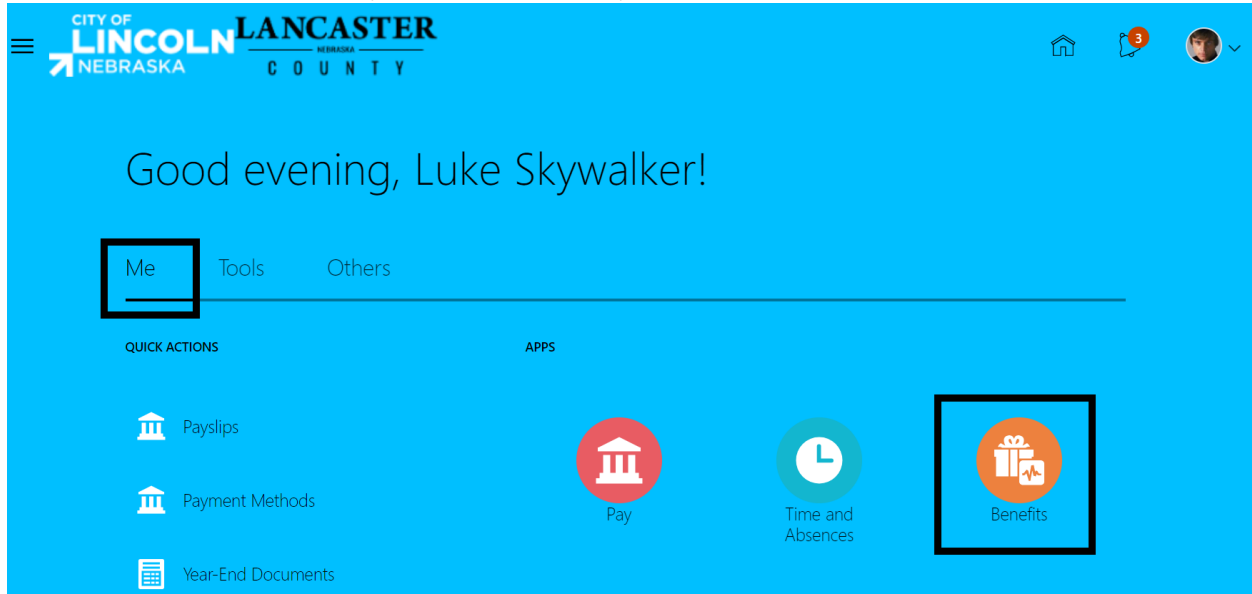 CITY OF
LINCOLN
NEBRASKA
LANCASTER
NEBRASKA
COUNTY
3
Good evening, Luke Skywalker!
Me Tools Others
QUICK ACTIONS
APPS
Payslips
Payment Methods
Year-End Documents
Pay
Time and
Absences
Benefits